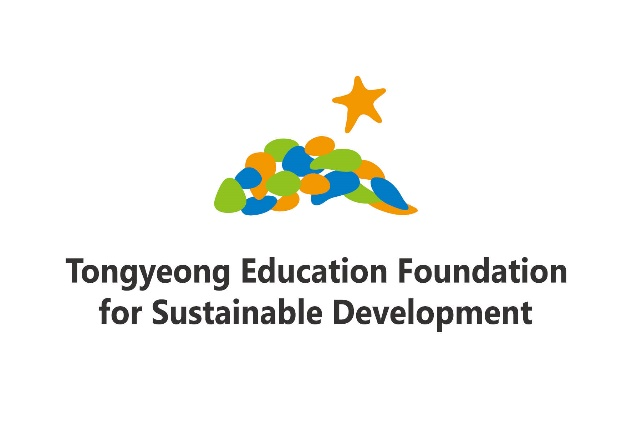 Tongyeong Education Foundation
for Sustainable Development